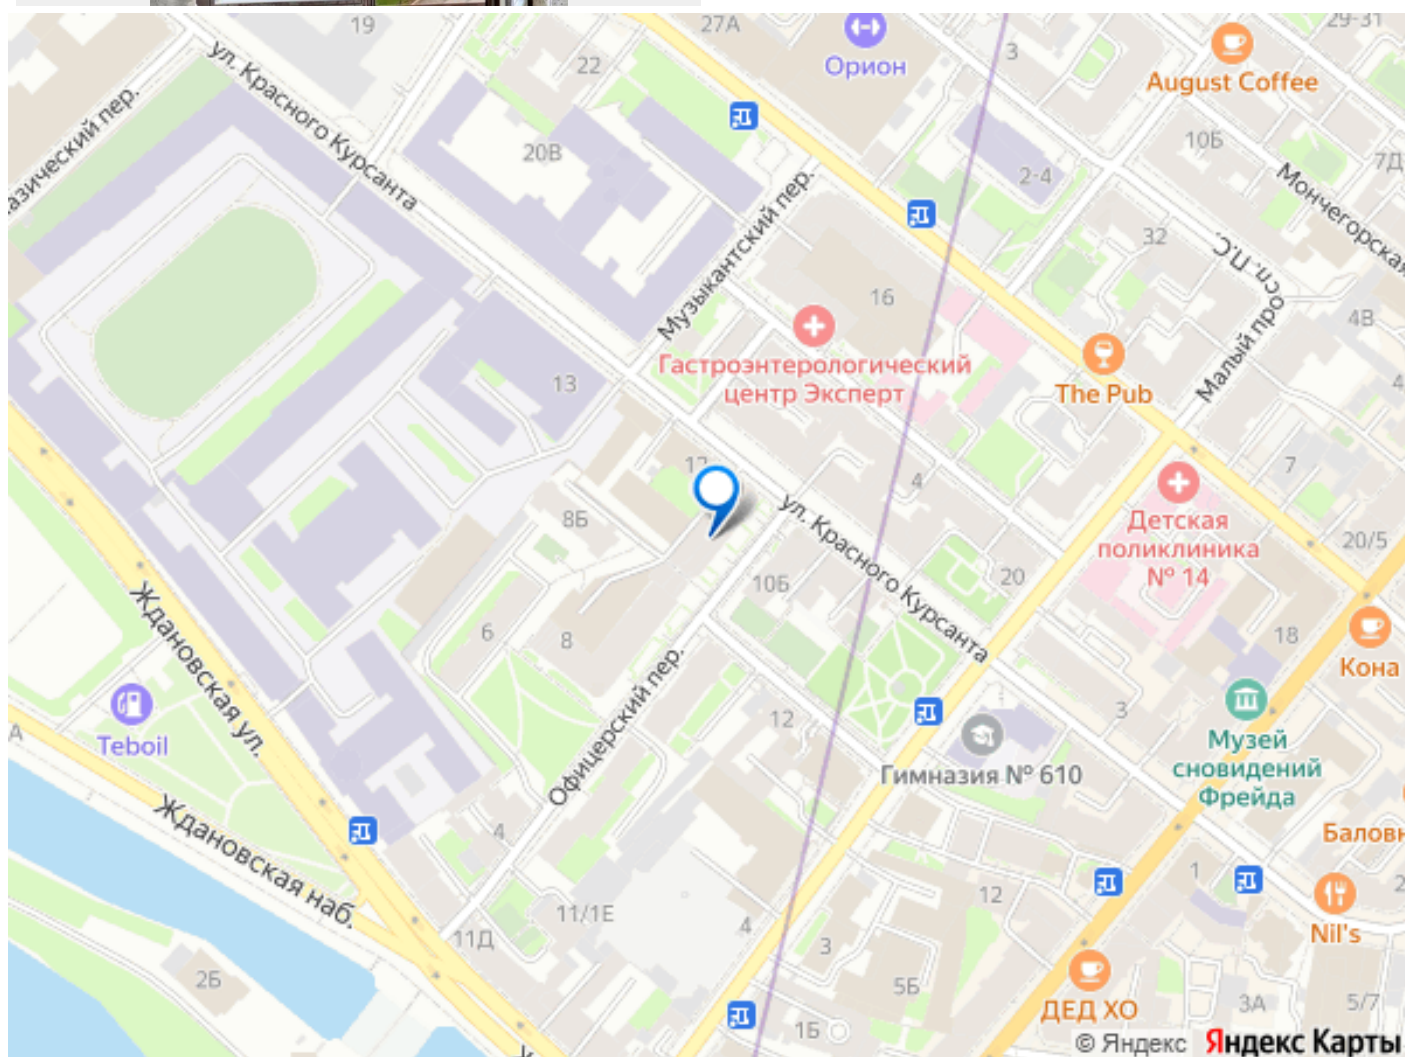 19
27А
Орион
3
29-31
August Coffee
22
ул. Красного Курсанта
20В
10Б
7Д
Мончегорская
2-4
32
Малый просп. П.С.
Музыкантский пер.
16
4В
Гастроэнтерологический
центр Эксперт
The Pub
13
4
7
Детская
поликлиника
№ 14
20/5
8Б
ул. Красного Курсанта
10Б
20
6
8
18
Кона
Ждановская ул.
Teboil
А
Офицерский пер.
12
3
Гимназия № 610
Музей
сновидений
Фрейда
Ждановская наб.
4
11/1Е
11Д
4
3
12
1
Nil's
2Б
5Б
ДЕД ХО
1Б
3А
5/7
© Яндекс Яндекс Карты